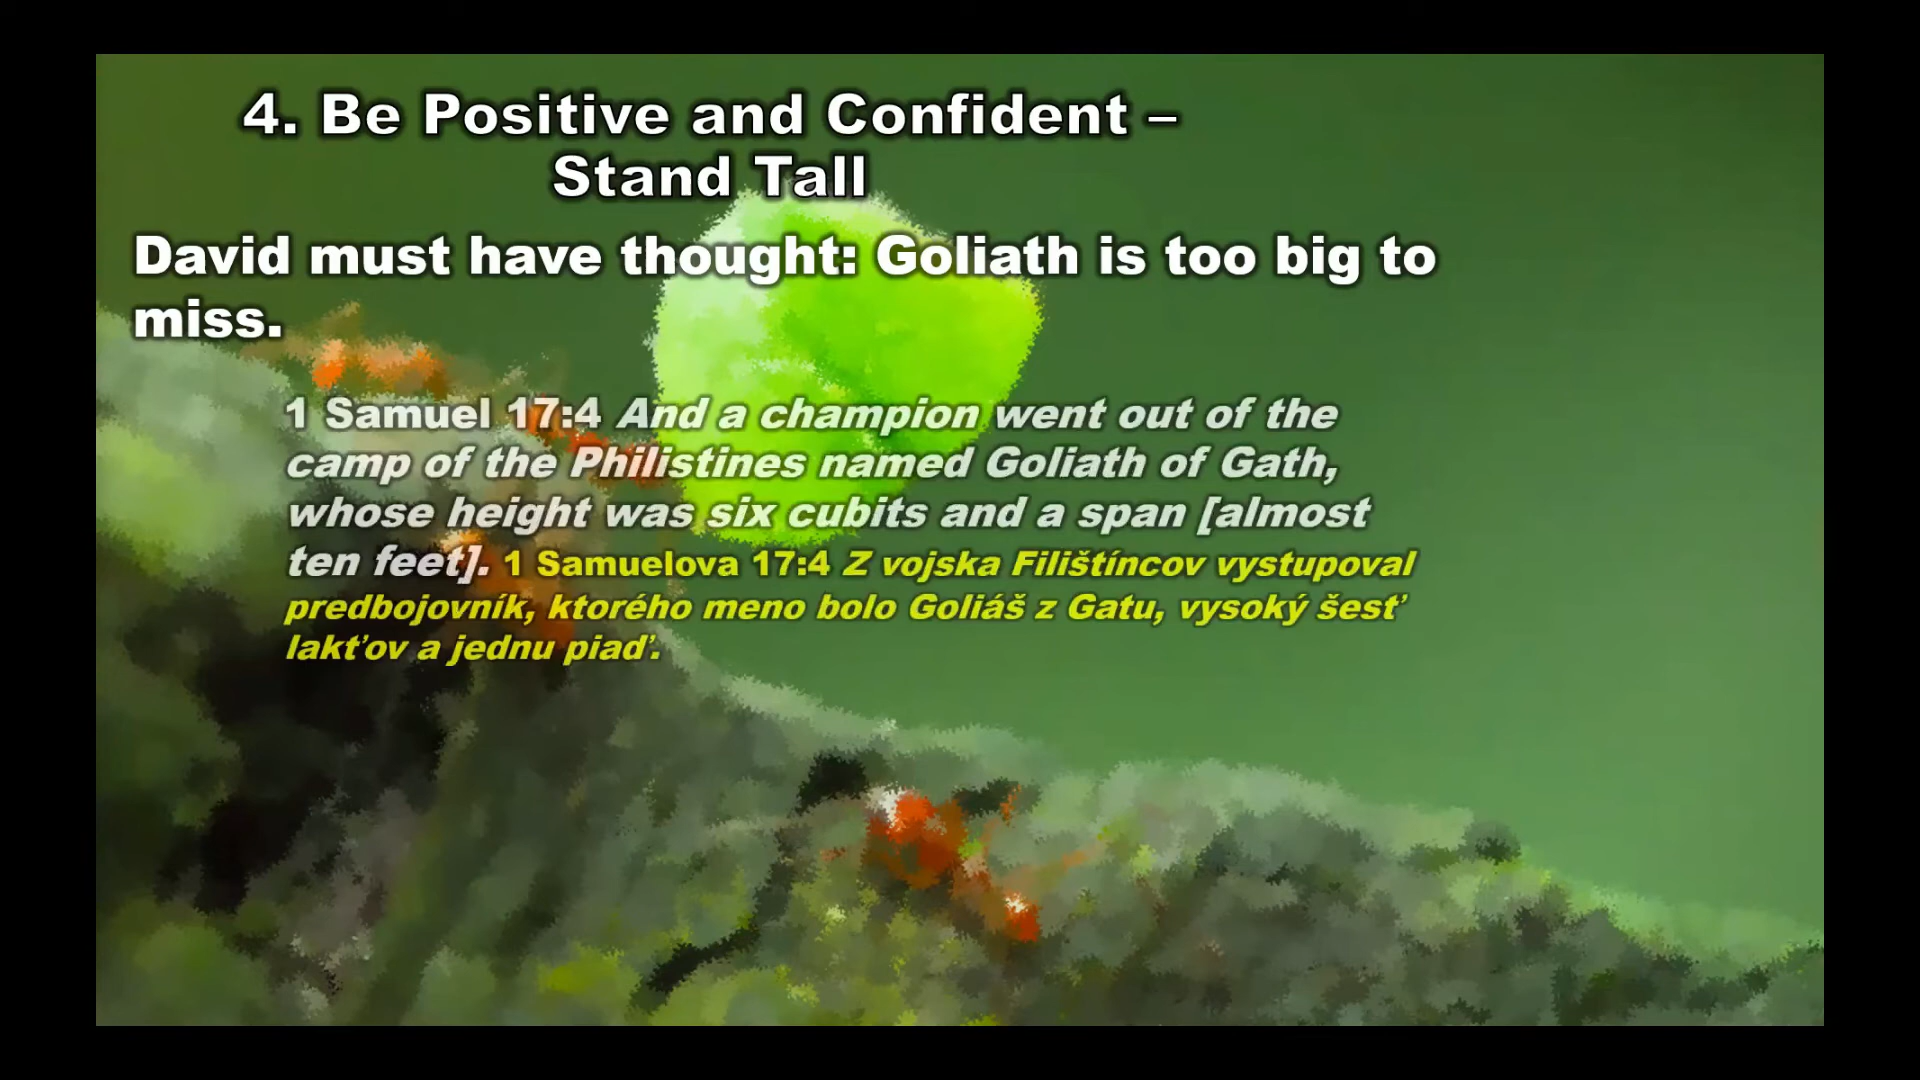 4. Be Positive and Confident –
Stand Tall
David must have thought: Goliath is too big to
miss.
1 Samuel 17:4 And a champion went out of the
camp of the Philistines named Goliath of Gath,
whose height was six cubits and a span [almost
ten feet]. 1 Samuelova 17:4 Z vojska Filištíncov vystupoval
predbojovník, ktorého meno bolo Goliáš z Gatu, vysoký šesť
lakťov a jednu piaď.